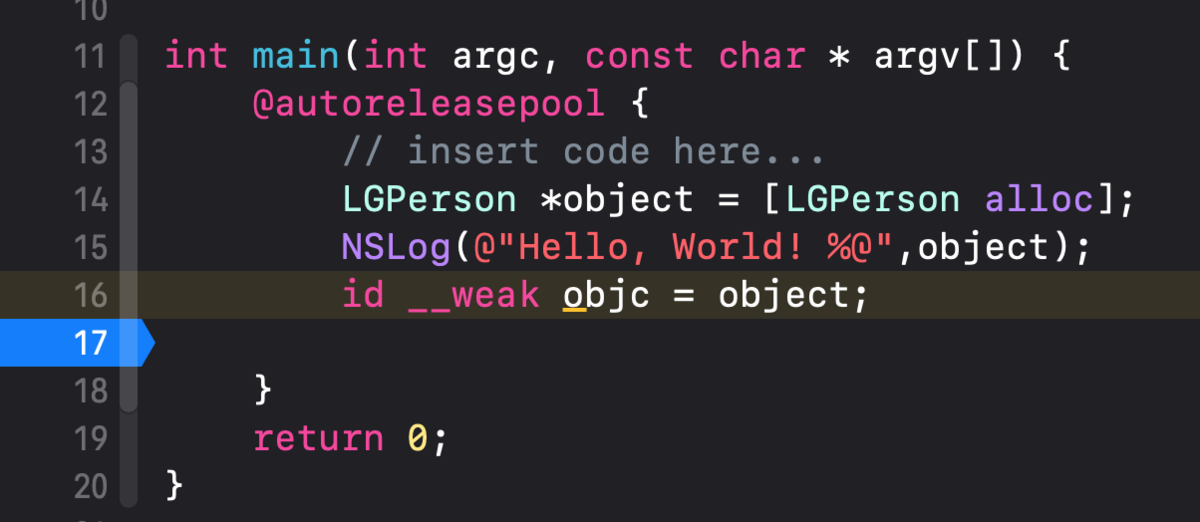 10
11 int main(int argc, const char * argv[]) {
12 @autoreleasepool {
13 // insert code here...
14 LGPerson *object = [LGPerson alloc];
15 NSLog(@"Hello, World! %@",object);
16 id __weak objc = object;
17
18 }
19 return 0;
20 }